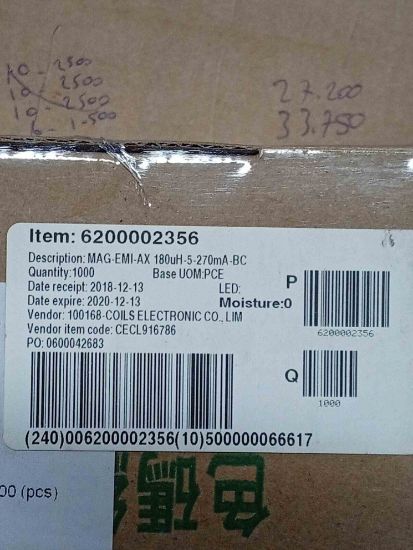 10 - 2500
10 - 2500
10 - 2500
6 - 1.500
27.200
33.750
Item: 6200002356
Description: MAG-EMI-AX 180uH-5-270mA-BC
Quantity:1000 Base UOM:PCE
Date receipt: 2018-12-13 LED:
Date expire: 2020-12-13 Moisture:0
Vendor: 100168-COILS ELECTRONIC CO., LIM
Vendor item code: CECL916786
PO: 0600042683
P
6200002356
Q
1000
(240)006200002356(10)500000066617
00 (pcs)